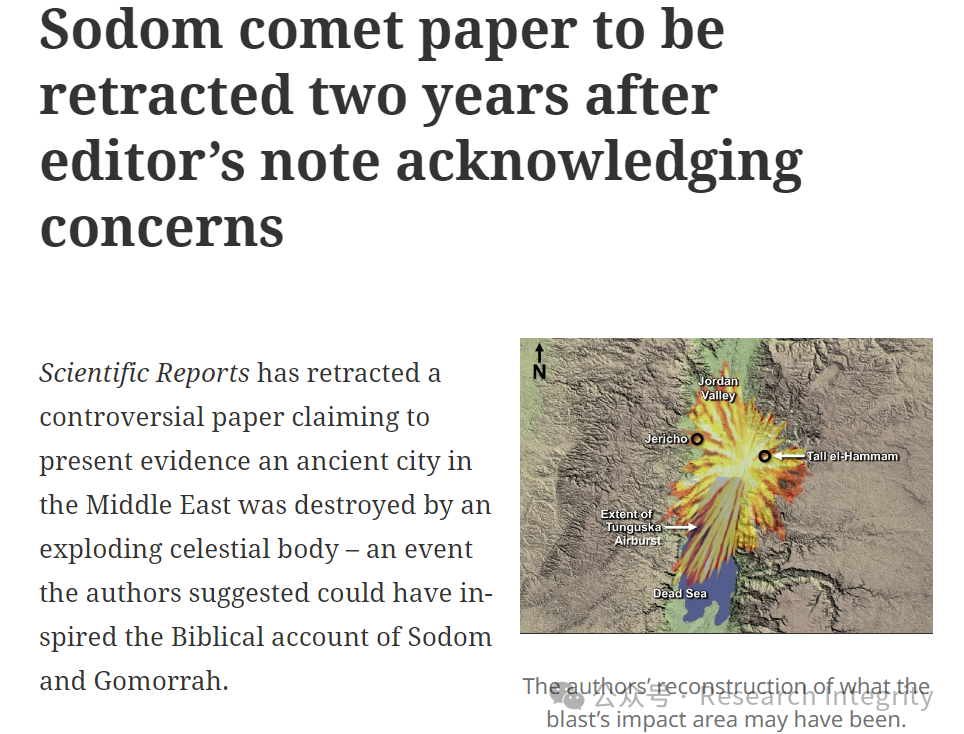 Sodom comet paper to be
retracted two years after
editor’s note acknowledging
concerns
Scientific Reports has retracted a
controversial paper claiming to
present evidence an ancient city in
the Middle East was destroyed by an
exploding celestial body – an event
the authors suggested could have in-
spired the Biblical account of Sodom
and Gomorrah.
N
Jordan
Valley
Jericho
Tall el-Hammam
Extent of
Tunguska
Airburst
Dead Sea
The authors’ reconstruction of what the
blast’s impact area may have been.
公众号 · Research Integrity